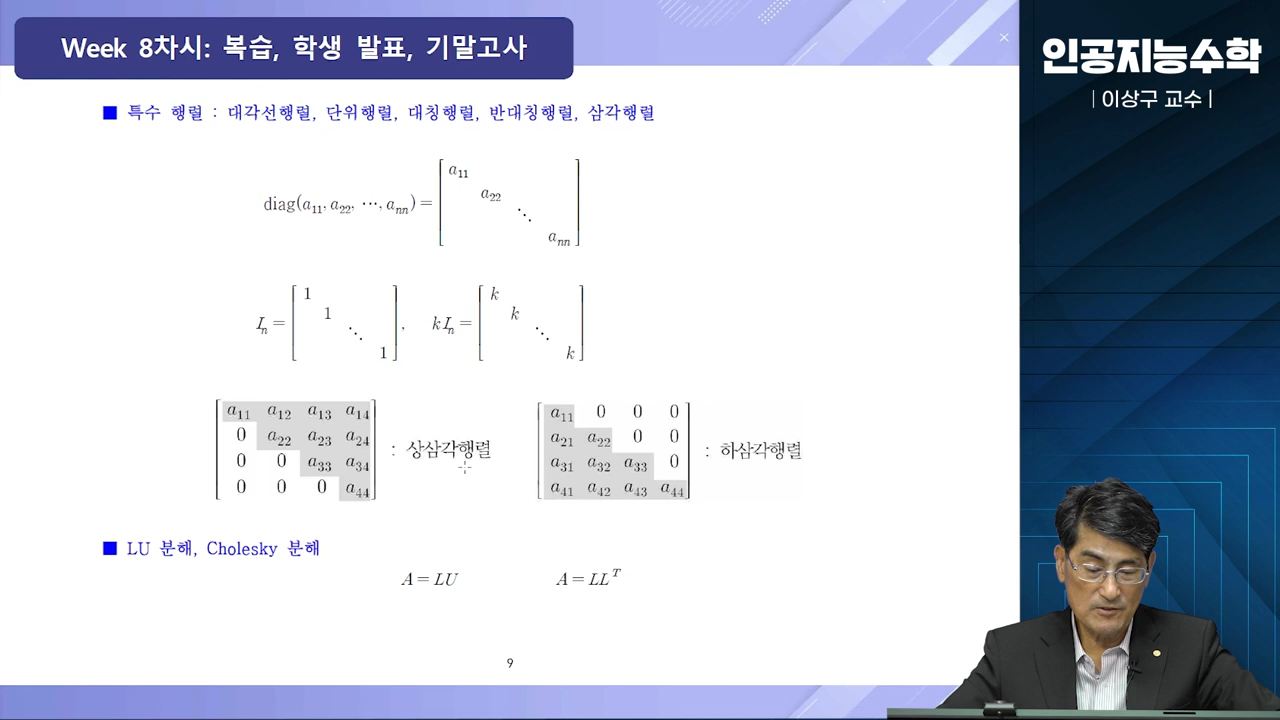 Week 8차시: 복습, 학생 발표, 기말고사
인공지능수학
| 이상구 교수 |
■ 특수 행렬 : 대각선행렬, 단위행렬, 대칭행렬, 반대칭행렬, 삼각행렬
diag(a11, a22, ⋯, ann) = [a11 a22 ⋱ ann]
In = [1 1 ⋱ 1], k In = [k k ⋱ k]
a11 a12 a13 a14
0 a22 a23 a24
0 0 a33 a34
0 0 0 a44
: 상삼각행렬
a11 0 0 0
a21 a22 0 0
a31 a32 a33 0
a41 a42 a43 a44
: 하삼각행렬
■ LU 분해, Cholesky 분해
A = LU A = LL^T
9